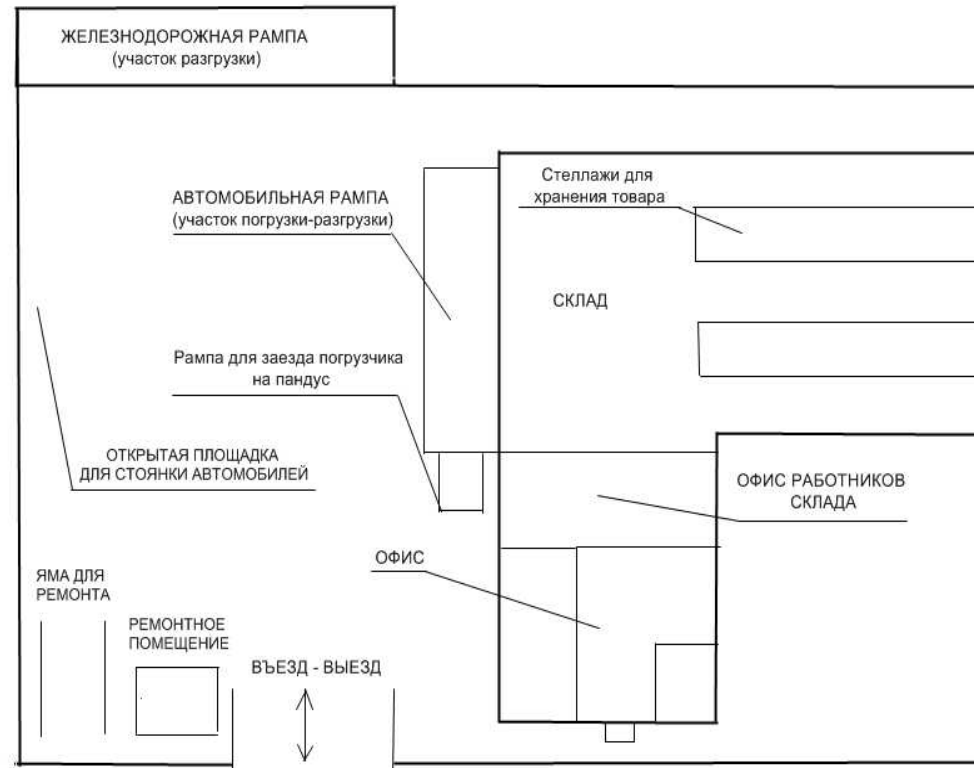 ЖЕЛЕЗНОДОРОЖНАЯ РАМПА
(участок разгрузки)
АВТОМОБИЛЬНАЯ РАМПА
(участок погрузки-разгрузки)
Стеллажи для
хранения товара
СКЛАД
Рампа для заезда погрузчика
на пандус
ОТКРЫТАЯ ПЛОЩАДКА
ДЛЯ СТОЯНКИ АВТОМОБИЛЕЙ
ОФИС РАБОТНИКОВ
СКЛАДА
ОФИС
ЯМА ДЛЯ
РЕМОНТА
РЕМОНТНОЕ
ПОМЕЩЕНИЕ
ВЪЕЗД - ВЫЕЗД